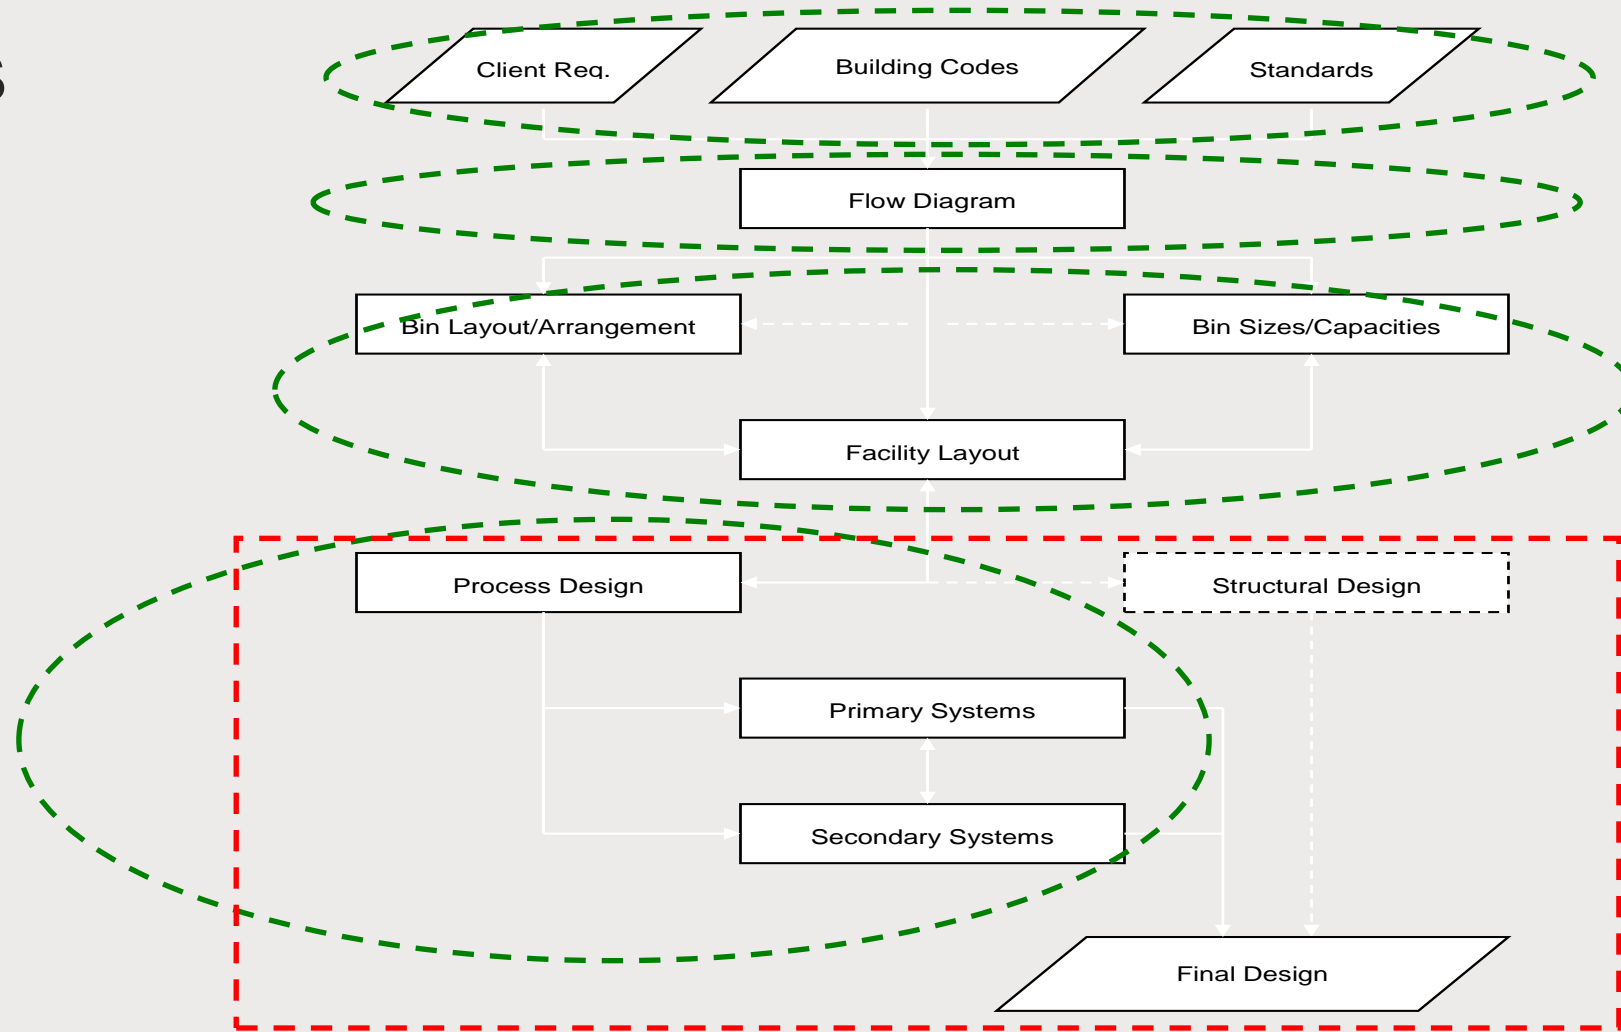 s
Client Req.
Building Codes
Standards
Flow Diagram
Bin Layout/Arrangement
Bin Sizes/Capacities
Facility Layout
Process Design
Structural Design
Primary Systems
Secondary Systems
Final Design